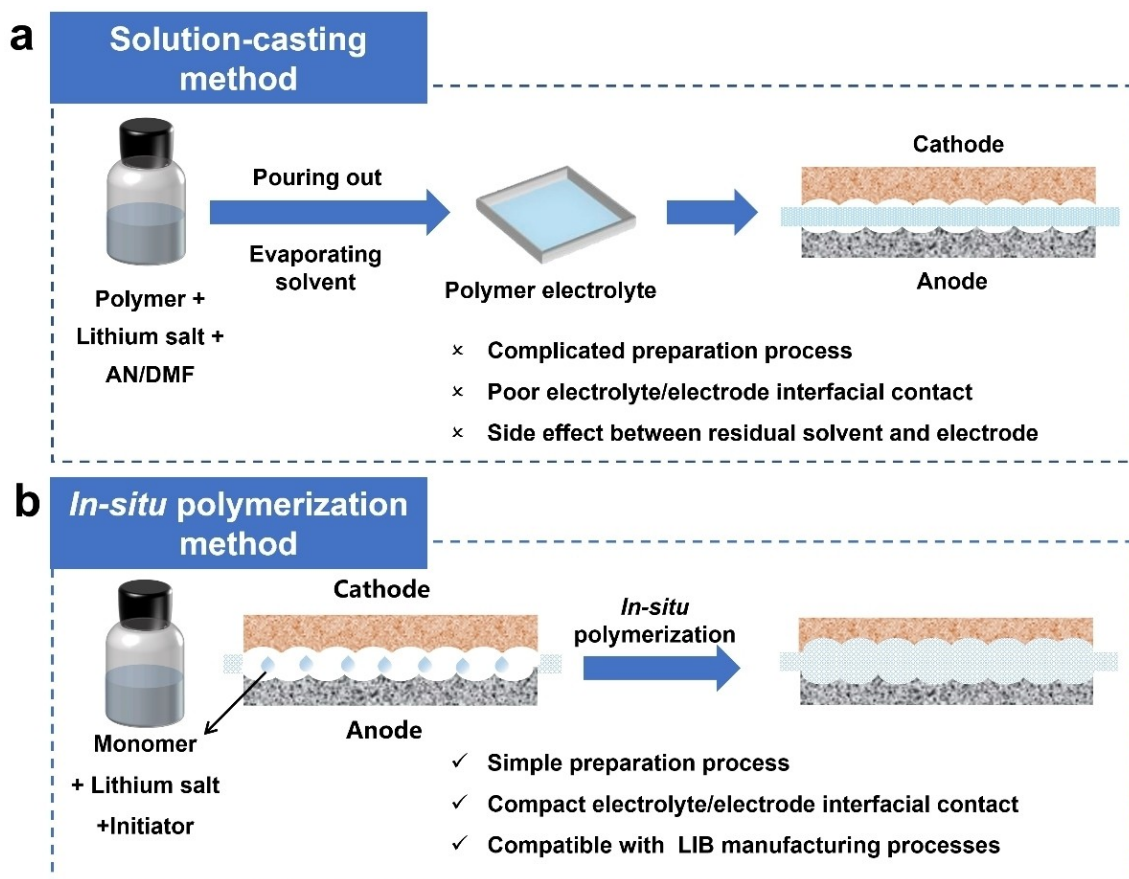 a
Solution-casting
method
Pouring out
Evaporating
solvent
Polymer +
Lithium salt +
AN/DMF
Polymer electrolyte
Cathode
Anode
× Complicated preparation process
× Poor electrolyte/electrode interfacial contact
× Side effect between residual solvent and electrode
b
In-situ polymerization
method
Cathode
Anode
In-situ
polymerization
Monomer
+ Lithium salt
+Initiator
✓ Simple preparation process
✓ Compact electrolyte/electrode interfacial contact
✓ Compatible with LIB manufacturing processes